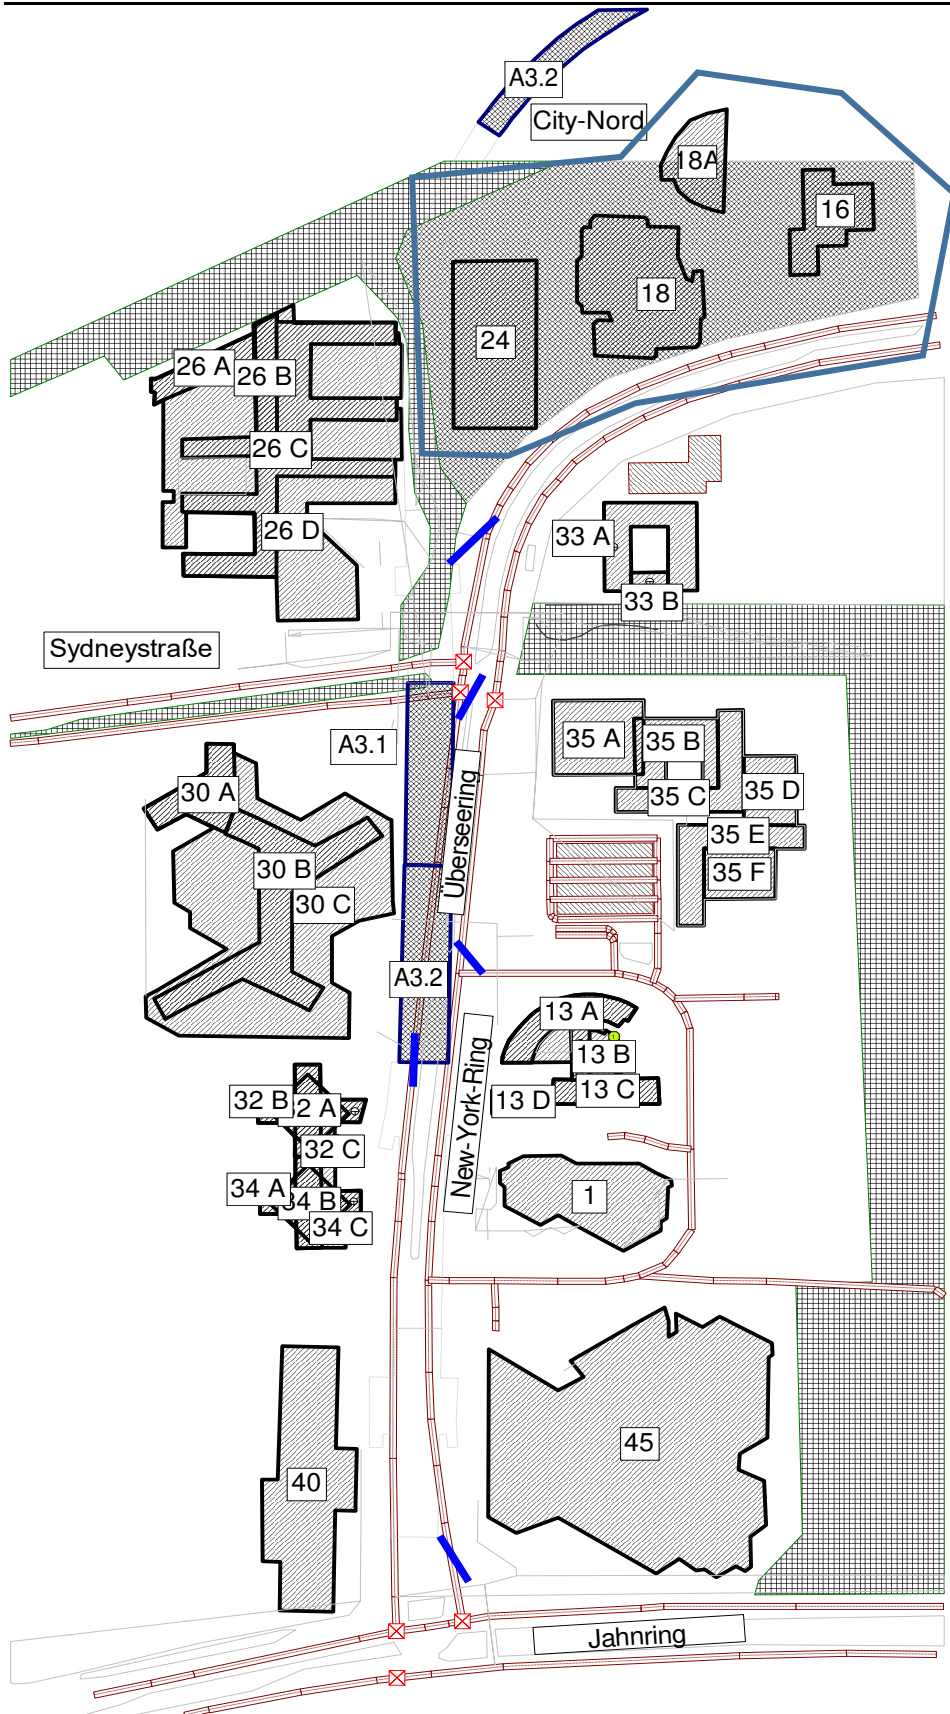 A3.2
City-Nord
18A
16
18
24
26 A
26 B
26 C
26 D
33 A
33 B
Sydneystraße
A3.1
35 A
35 B
35 C
35 D
35 E
35 F
Überseering
30 A
30 B
30 C
A3.2
13 A
13 B
13 C
13 D
New-York-Ring
32 B
2 A
32 C
34 A
34 B
34 C
1
45
40
Jahnring